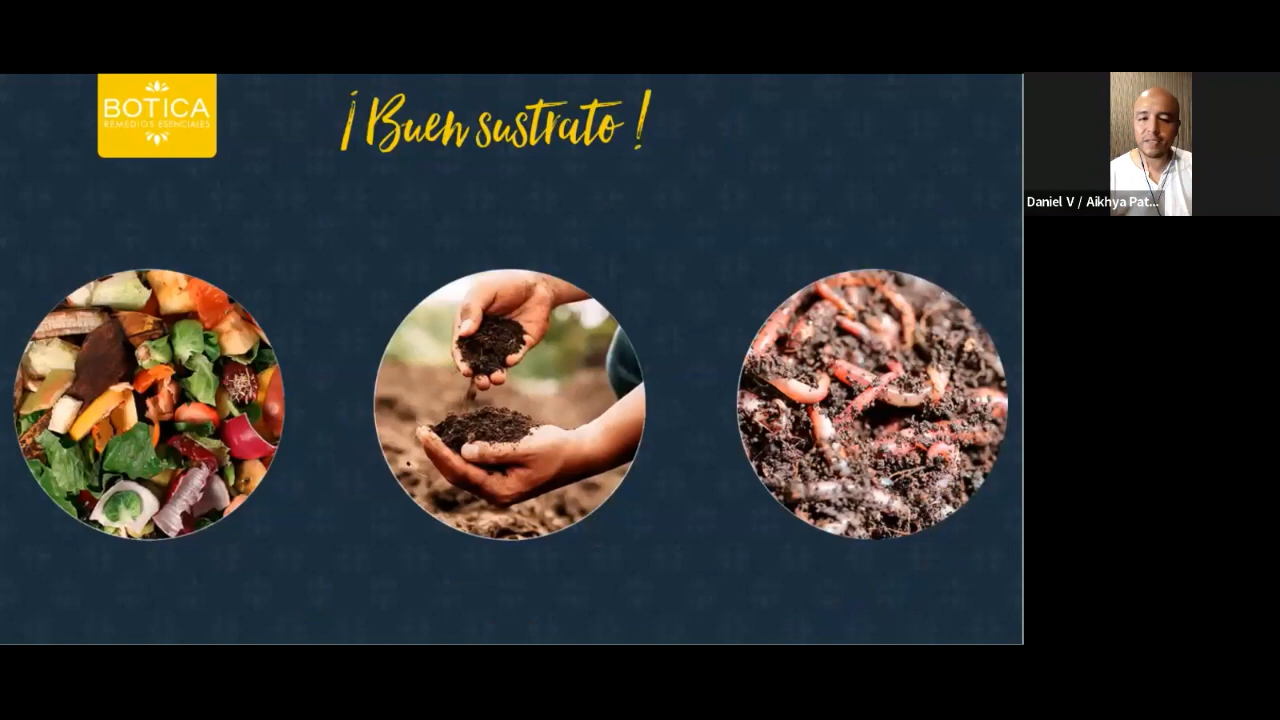 BOTICA
REMEDIOS ESENCIALES
¡Buen sustrato!
Daniel V / Aikhya Pat...